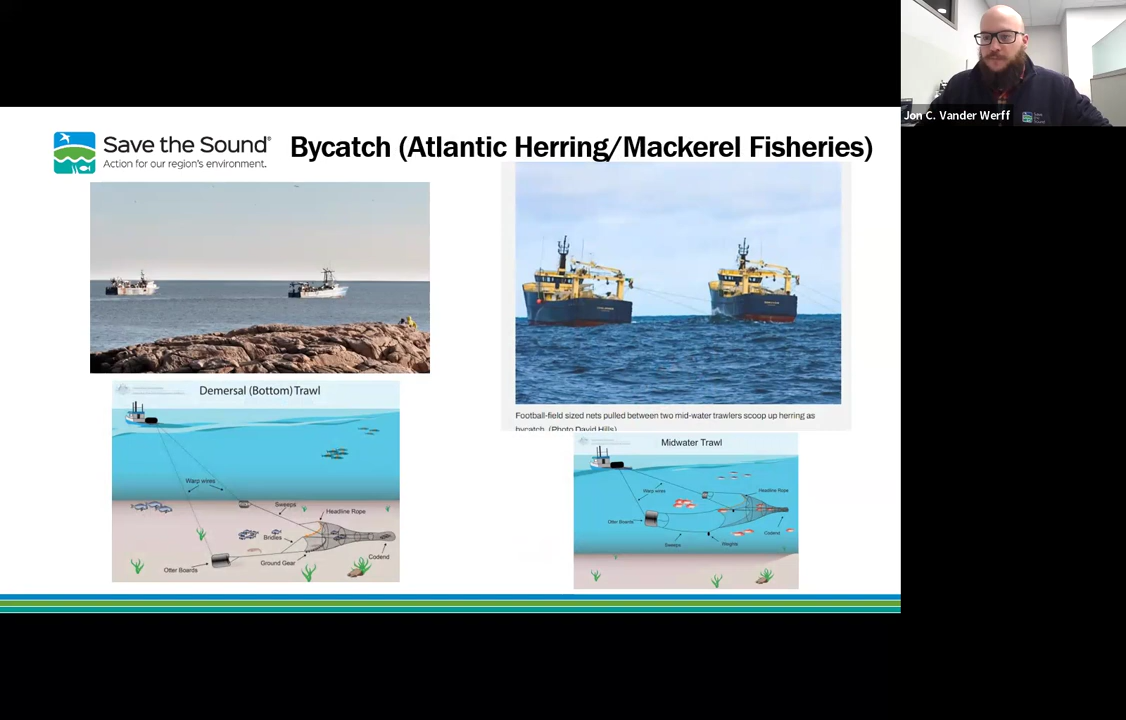 Jon C. Vander Werff
Save the Sound®
Action for our region's environment.
Bycatch (Atlantic Herring/Mackerel Fisheries)
Football-field sized nets pulled between two mid-water trawlers scoop up herring as
bycatch. (Photo David Hills)
Demersal (Bottom) Trawl
Warp wires
Sweeps
Headline Rope
Bridles
Ground Gear
Codend
Otter Boards
Midwater Trawl
Warp wires
Headline Rope
Otter Boards
Codend
Sweeps
Weights